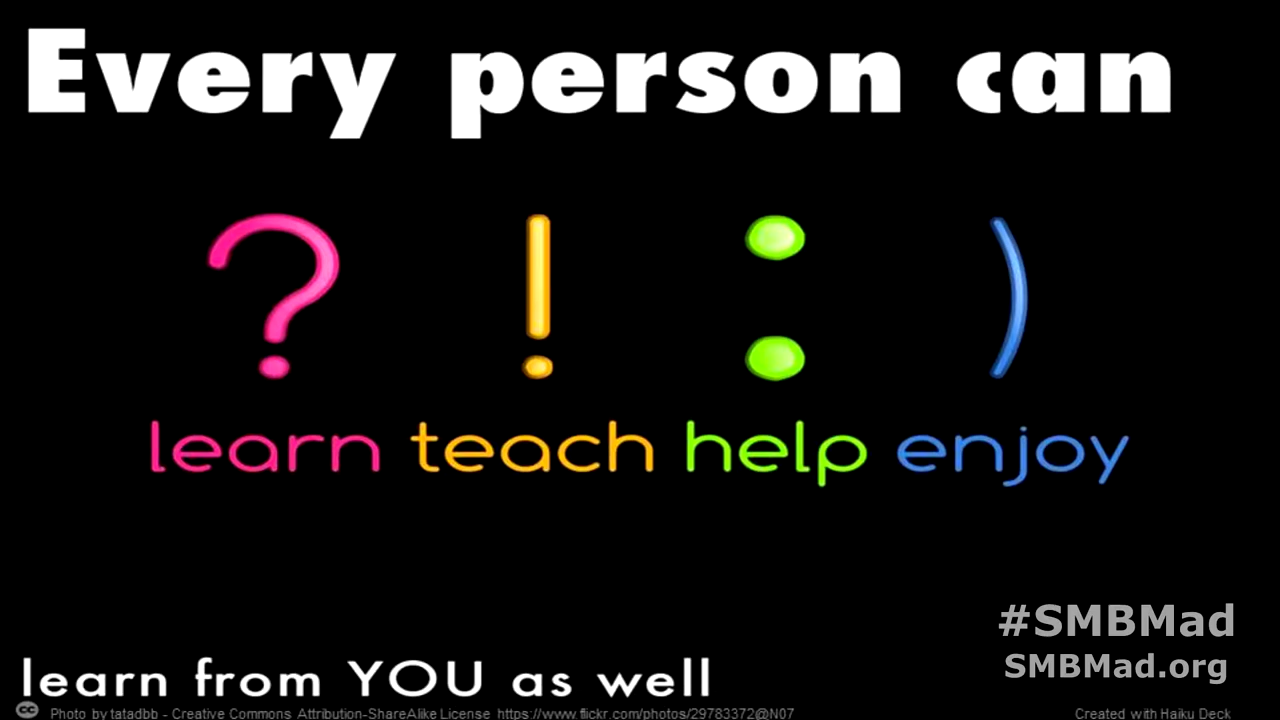 Every person can
? ! : )
learn teach help enjoy
#SMBMad
SMBMad.org
learn from YOU as well
cc Photo by tatadbb - Creative Commons Attribution-ShareAlike License https://www.flickr.com/photos/29783372@N07
Created with Haiku Deck